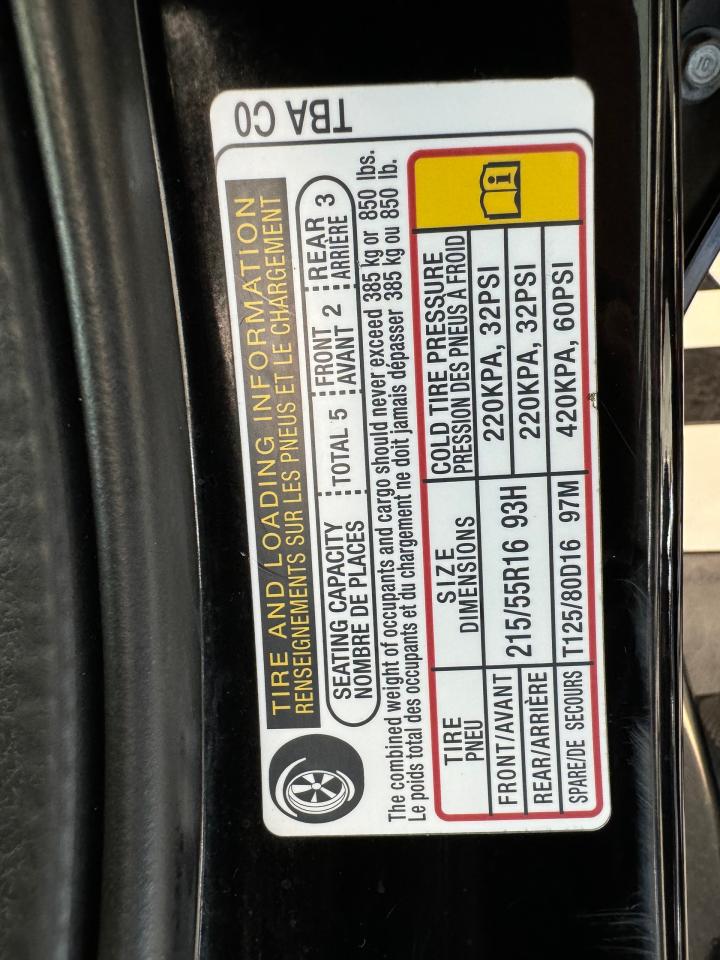 TBA C0
TIRE AND LOADING INFORMATION
RENSEIGNEMENTS SUR LES PNEUS ET LE CHARGEMENT
SEATING CAPACITY TOTAL 5 FRONT 2 REAR 3
NOMBRE DE PLACES AVANT ARRIÈRE
The combined weight of occupants and cargo should never exceed 385 kg or 850 lbs.
Le poids total des occupants et du chargement ne doit jamais dépasser 385 kg ou 850 lb.
TIRE SIZE COLD TIRE PRESSURE
PNEU DIMENSIONS PRESSION DES PNEUS À FROID
FRONT/AVANT 215/55R16 93H 220KPA, 32PSI
REAR/ARRIÈRE 220KPA, 32PSI
SPARE/DE SECOURS T125/80D16 97M 420KPA, 60PSI